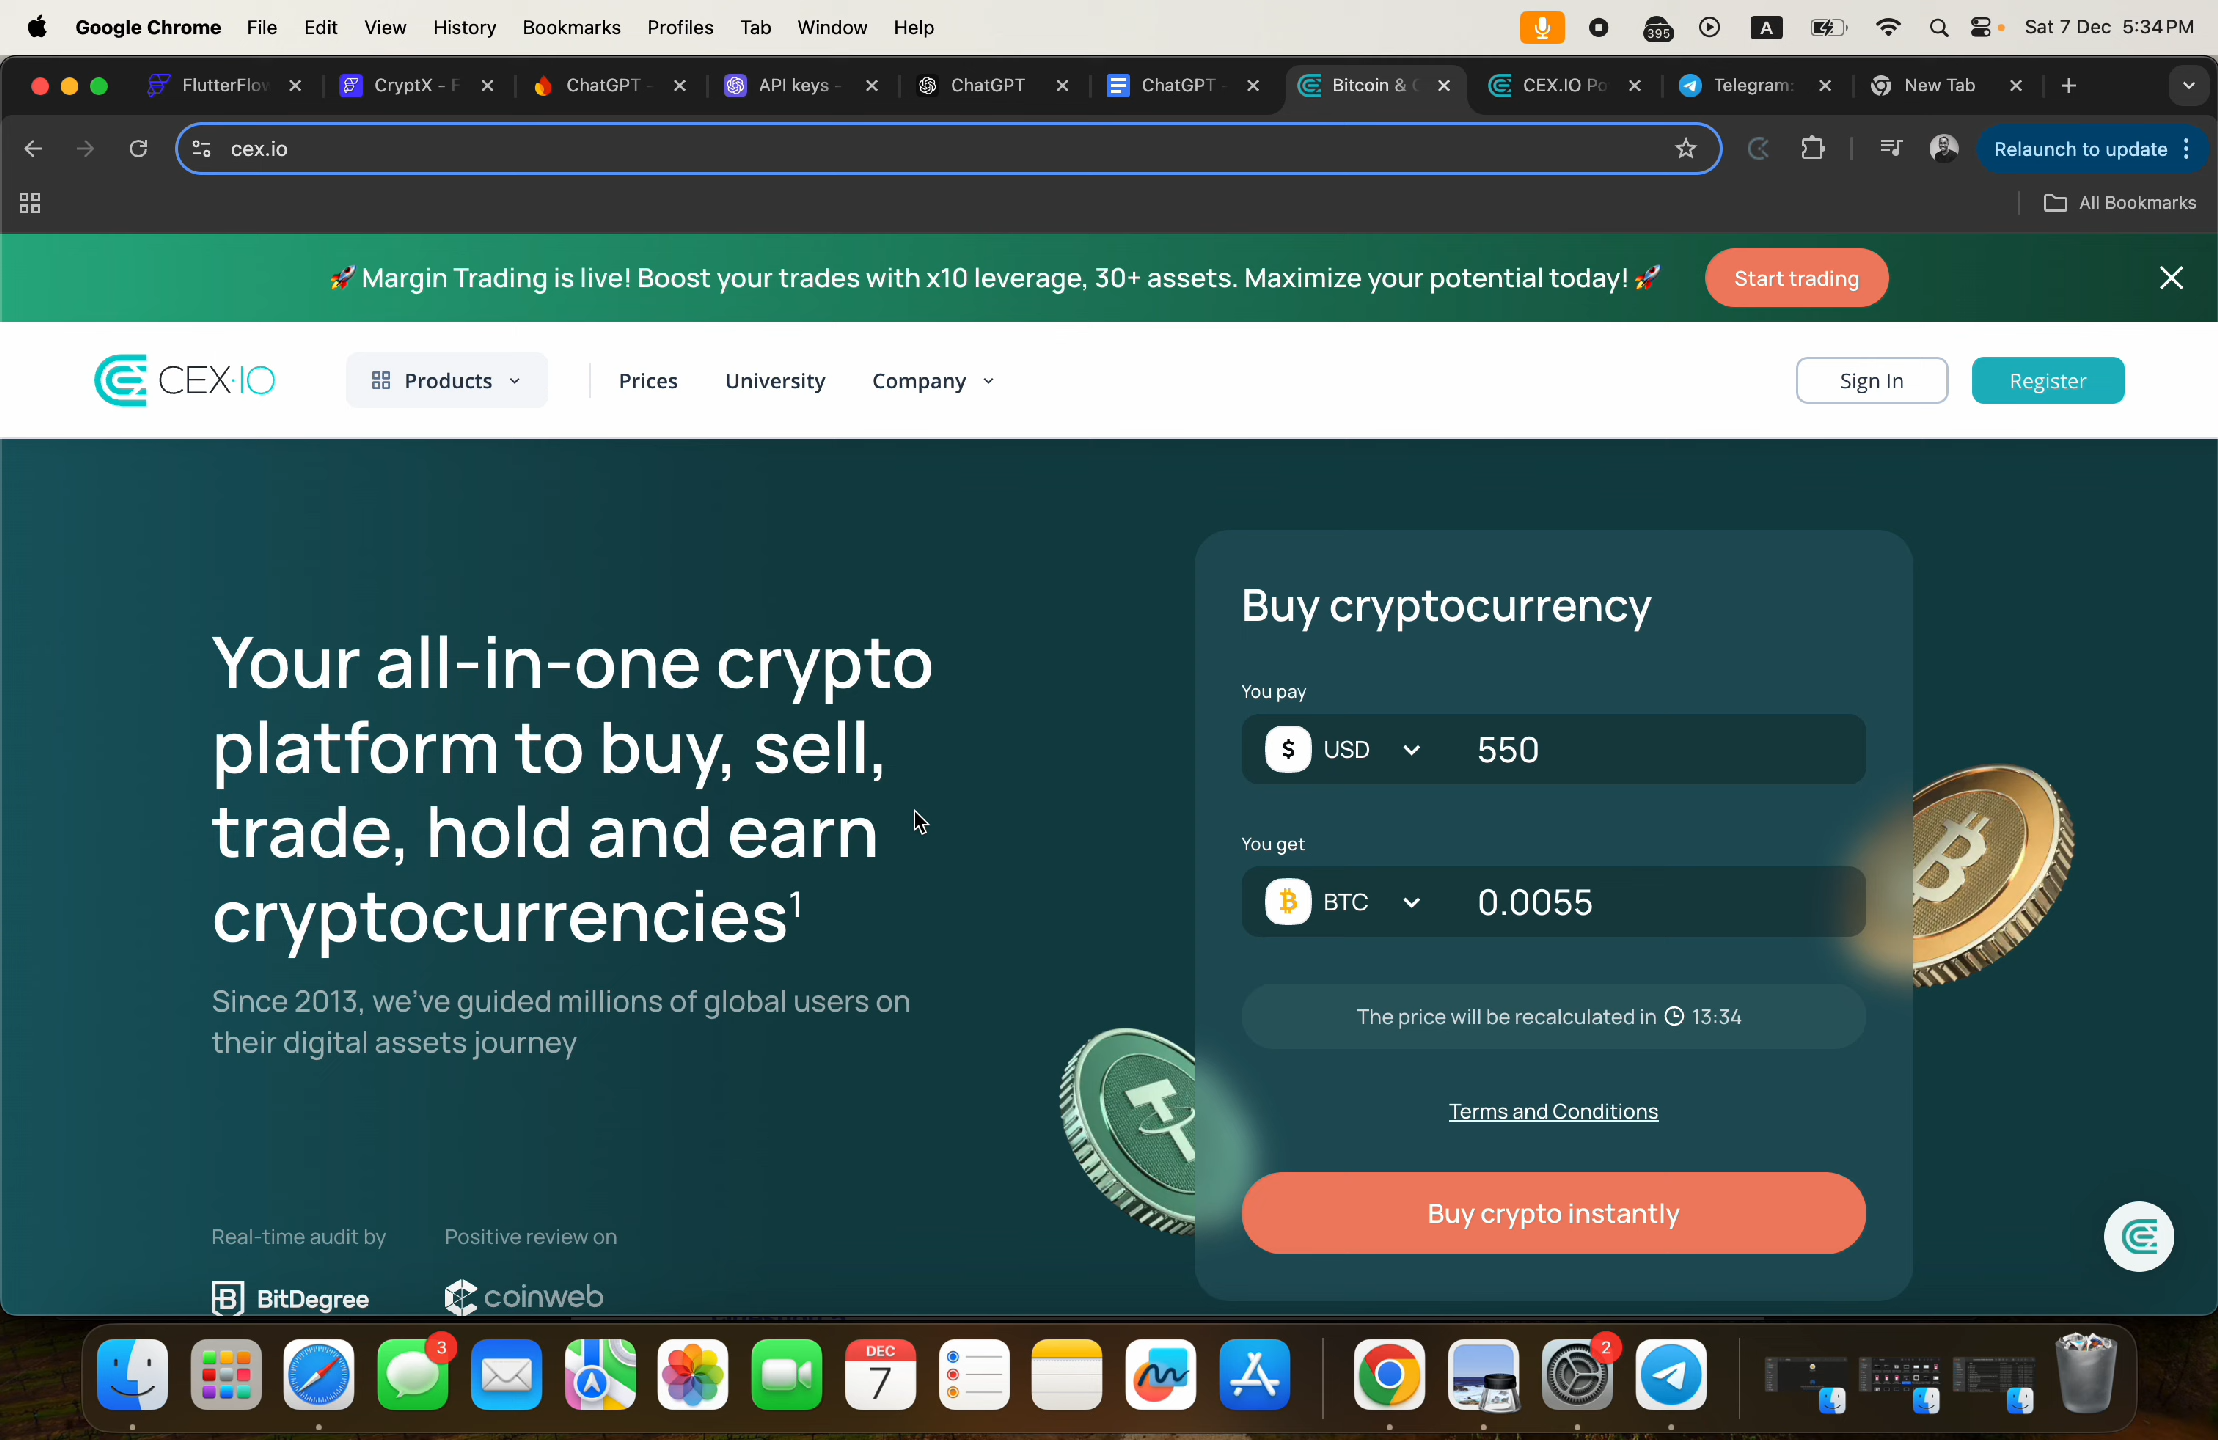 Google Chrome File Edit View History Bookmarks Profiles Tab Window Help 395 A Sat 7 Dec 5:34 PM
FlutterFlow CryptX - F ChatGPT - API keys - ChatGPT ChatGPT - Bitcoin & C CEX.IO Po Telegram: New Tab
cex.io Relaunch to update
All Bookmarks
🚀 Margin Trading is live! Boost your trades with x10 leverage, 30+ assets. Maximize your potential today! 🚀 Start trading
CEX·IO Products Prices University Company Sign In Register
Your all-in-one crypto
platform to buy, sell,
trade, hold and earn
cryptocurrencies¹
Since 2013, we've guided millions of global users on
their digital assets journey
Real-time audit by Positive review on
BitDegree coinweb
Buy cryptocurrency
You pay
$ USD 550
You get
BTC 0.0055
The price will be recalculated in 13:34
Terms and Conditions
Buy crypto instantly
3 DEC 7 2